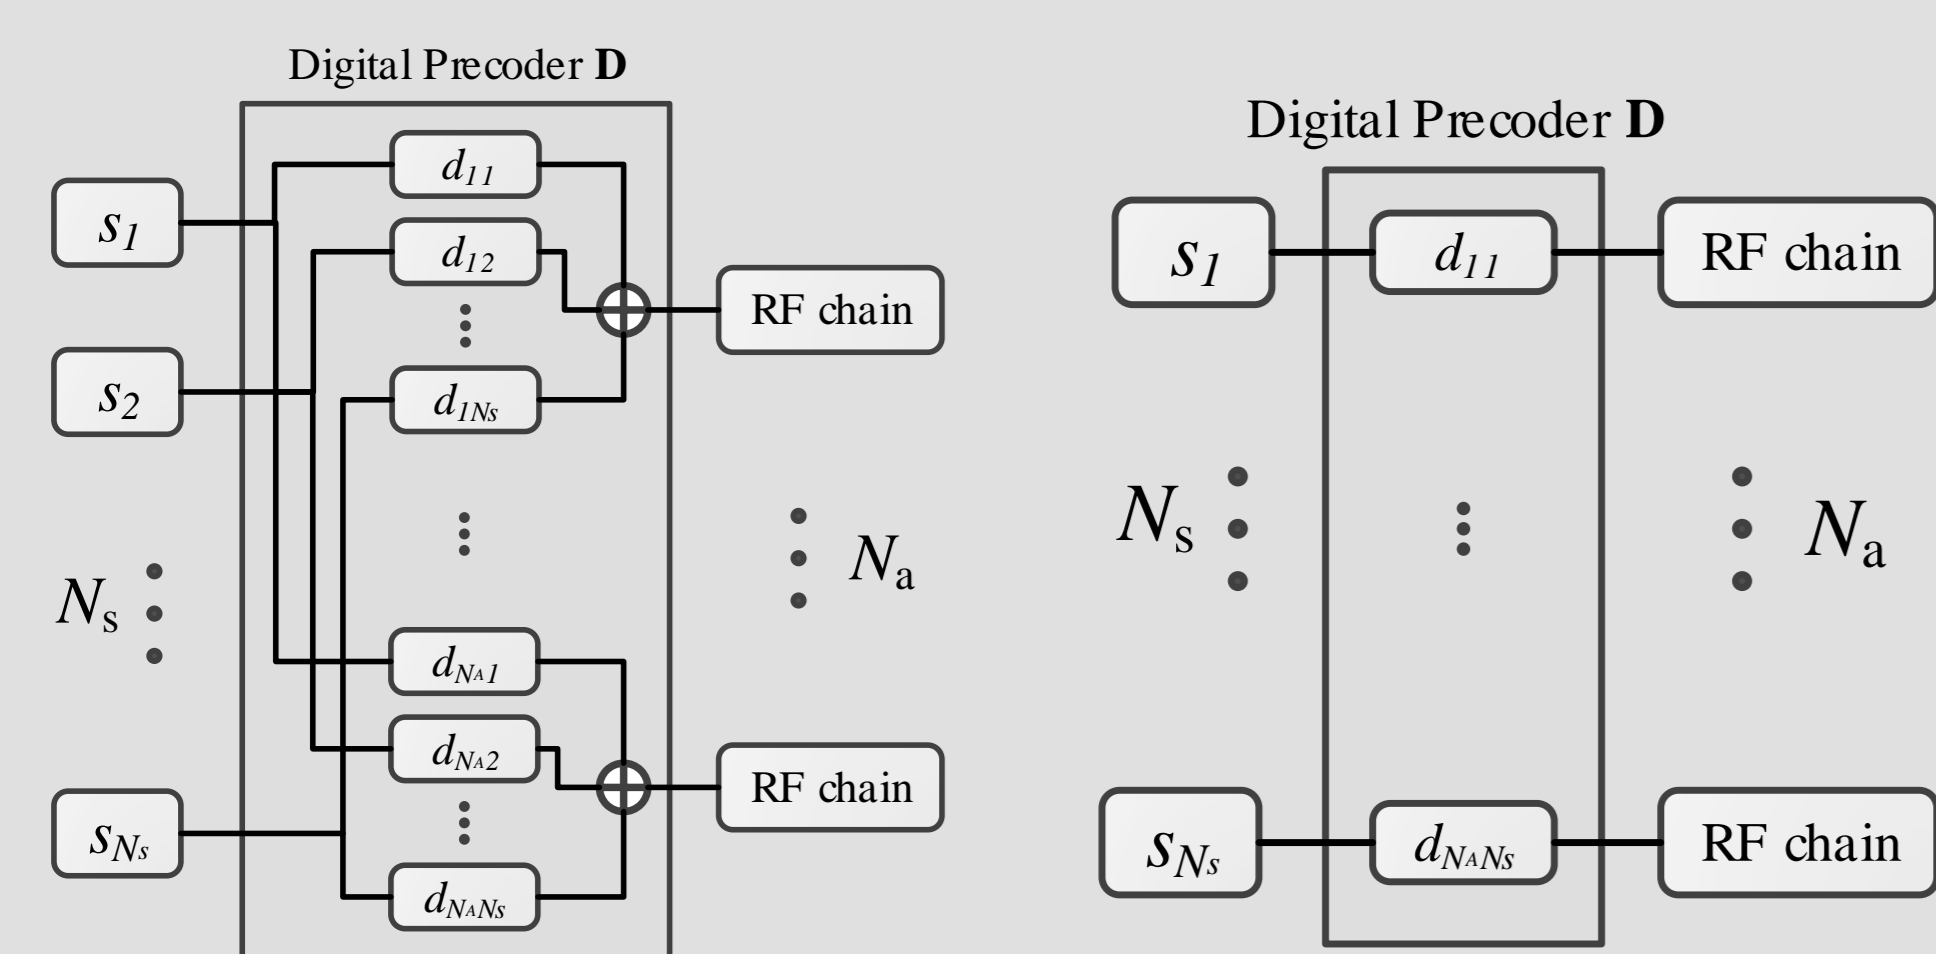 Digital Precoder D
s1
s2
Ns
sNs
d11
d12
d1Ns
dNA1
dNA2
dNANs
RF chain
Na
RF chain
Digital Precoder D
s1
d11
RF chain
Ns
Na
sNs
dNANs
RF chain